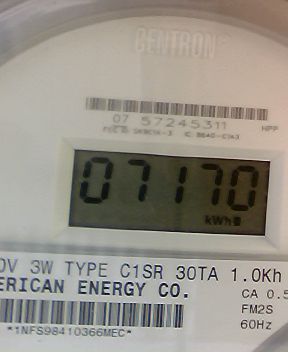 CENTRON
07 57245311
HPP
07170
kWh
0V 3W TYPE C1SR 30TA 1.0Kh
ERICAN ENERGY CO.
CA 0.5
FM2S
60Hz
*1NFS98410366MEC*